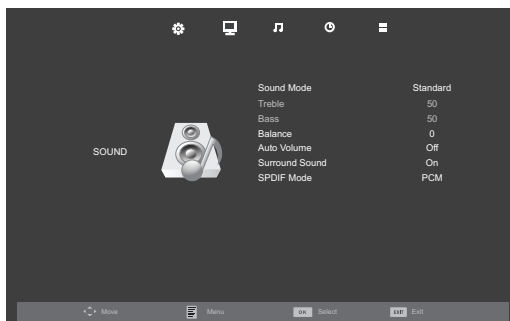 Sound Mode Standard
Treble 50
Bass 50
Balance 0
SOUND Auto Volume Off
Surround Sound On
SPDIF Mode PCM
Move Menu OK Select EXIT Exit